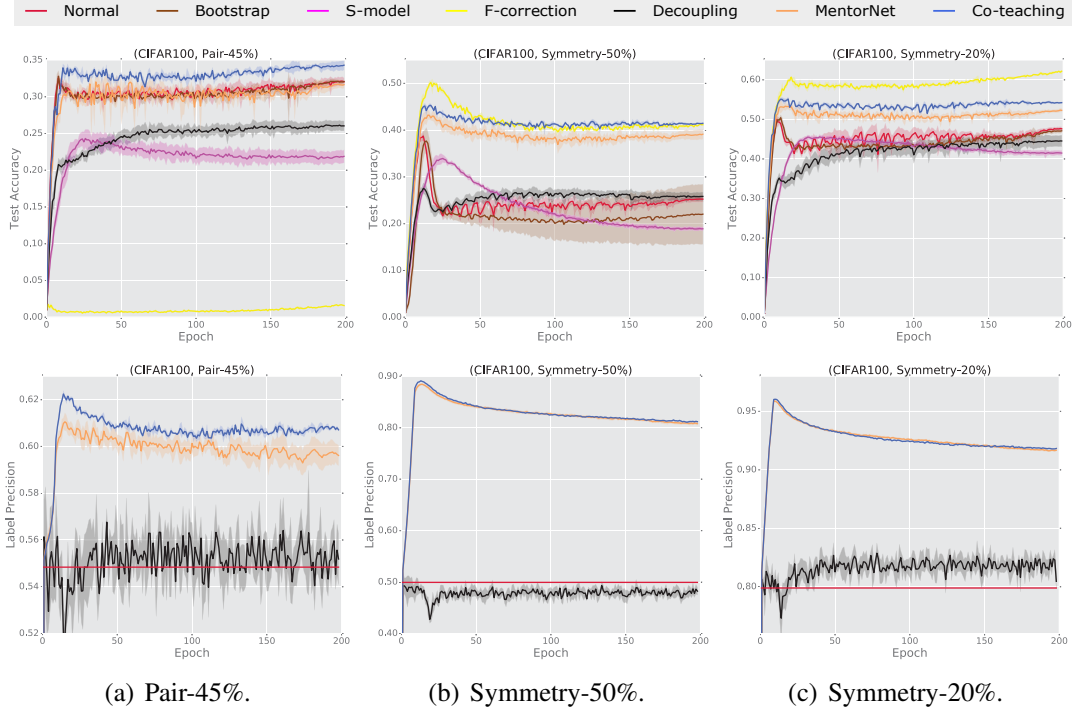 Normal Bootstrap S-model F-correction Decoupling MentorNet Co-teaching
(CIFAR100, Pair-45%) (CIFAR100, Symmetry-50%) (CIFAR100, Symmetry-20%)
Test Accuracy
0.35
0.30
0.25
0.20
0.15
0.10
0.05
0.00
0 50 100 150 200
Epoch
Test Accuracy
0.50
0.40
0.30
0.20
0.10
0.00
0 50 100 150 200
Epoch
Test Accuracy
0.60
0.50
0.40
0.30
0.20
0.10
0.00
0 50 100 150 200
Epoch
(CIFAR100, Pair-45%) (CIFAR100, Symmetry-50%) (CIFAR100, Symmetry-20%)
Label Precision
0.62
0.60
0.58
0.56
0.54
0.52
0 50 100 150 200
Epoch
Label Precision
0.90
0.80
0.70
0.60
0.50
0.40
0 50 100 150 200
Epoch
Label Precision
0.95
0.90
0.85
0.80
0 50 100 150 200
Epoch
(a) Pair-45%. (b) Symmetry-50%. (c) Symmetry-20%.